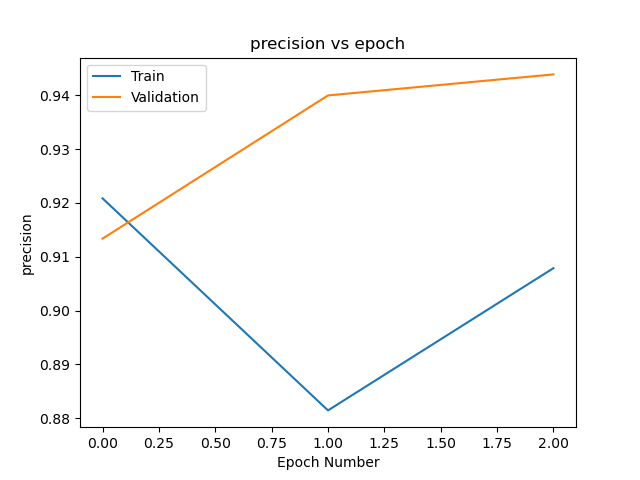 precision vs epoch
Train
Validation
0.94
0.93
0.92
0.91
0.90
0.89
0.88
precision
0.00 0.25 0.50 0.75 1.00 1.25 1.50 1.75 2.00
Epoch Number